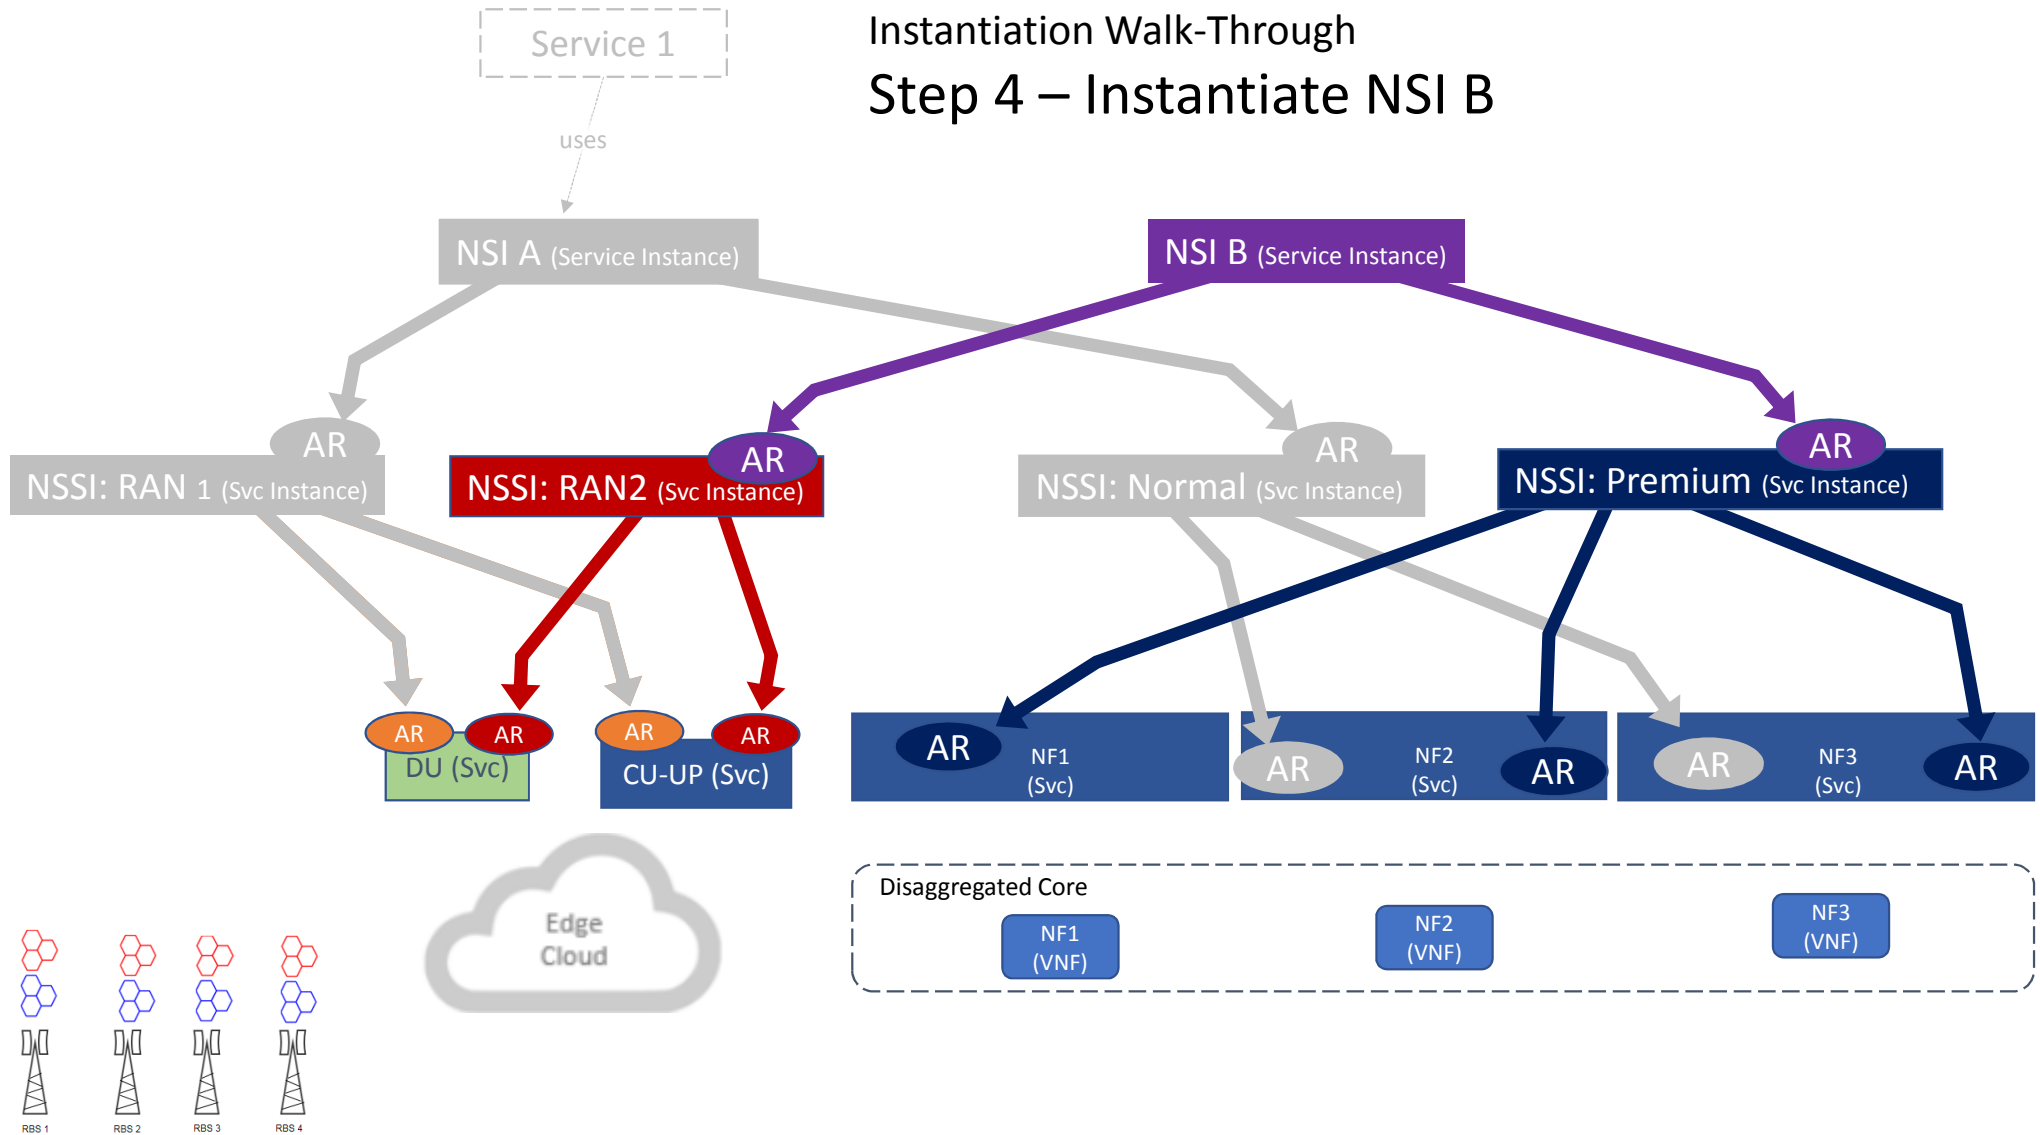 Service 1
Instantiation Walk-Through
Step 4 – Instantiate NSI B
uses
NSI A (Service Instance)
NSI B (Service Instance)
AR
AR
AR
AR
NSSI: RAN 1 (Svc Instance)
NSSI: RAN2 (Svc Instance)
NSSI: Normal (Svc Instance)
NSSI: Premium (Svc Instance)
AR
AR
AR
AR
DU (Svc)
CU-UP (Svc)
AR
NF1
(Svc)
AR
NF2
(Svc)
AR
AR
NF3
(Svc)
AR
Edge
Cloud
Disaggregated Core
NF1
(VNF)
NF2
(VNF)
NF3
(VNF)
RBS 1
RBS 2
RBS 3
RBS 4